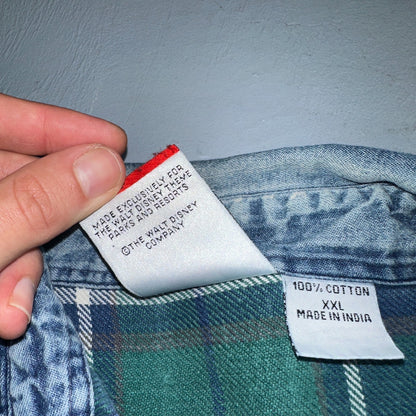 MADE EXCLUSIVELY FOR
THE WALT DISNEY THEME
PARKS AND RESORTS
©THE WALT DISNEY
COMPANY
100% COTTON
XXL
MADE IN INDIA